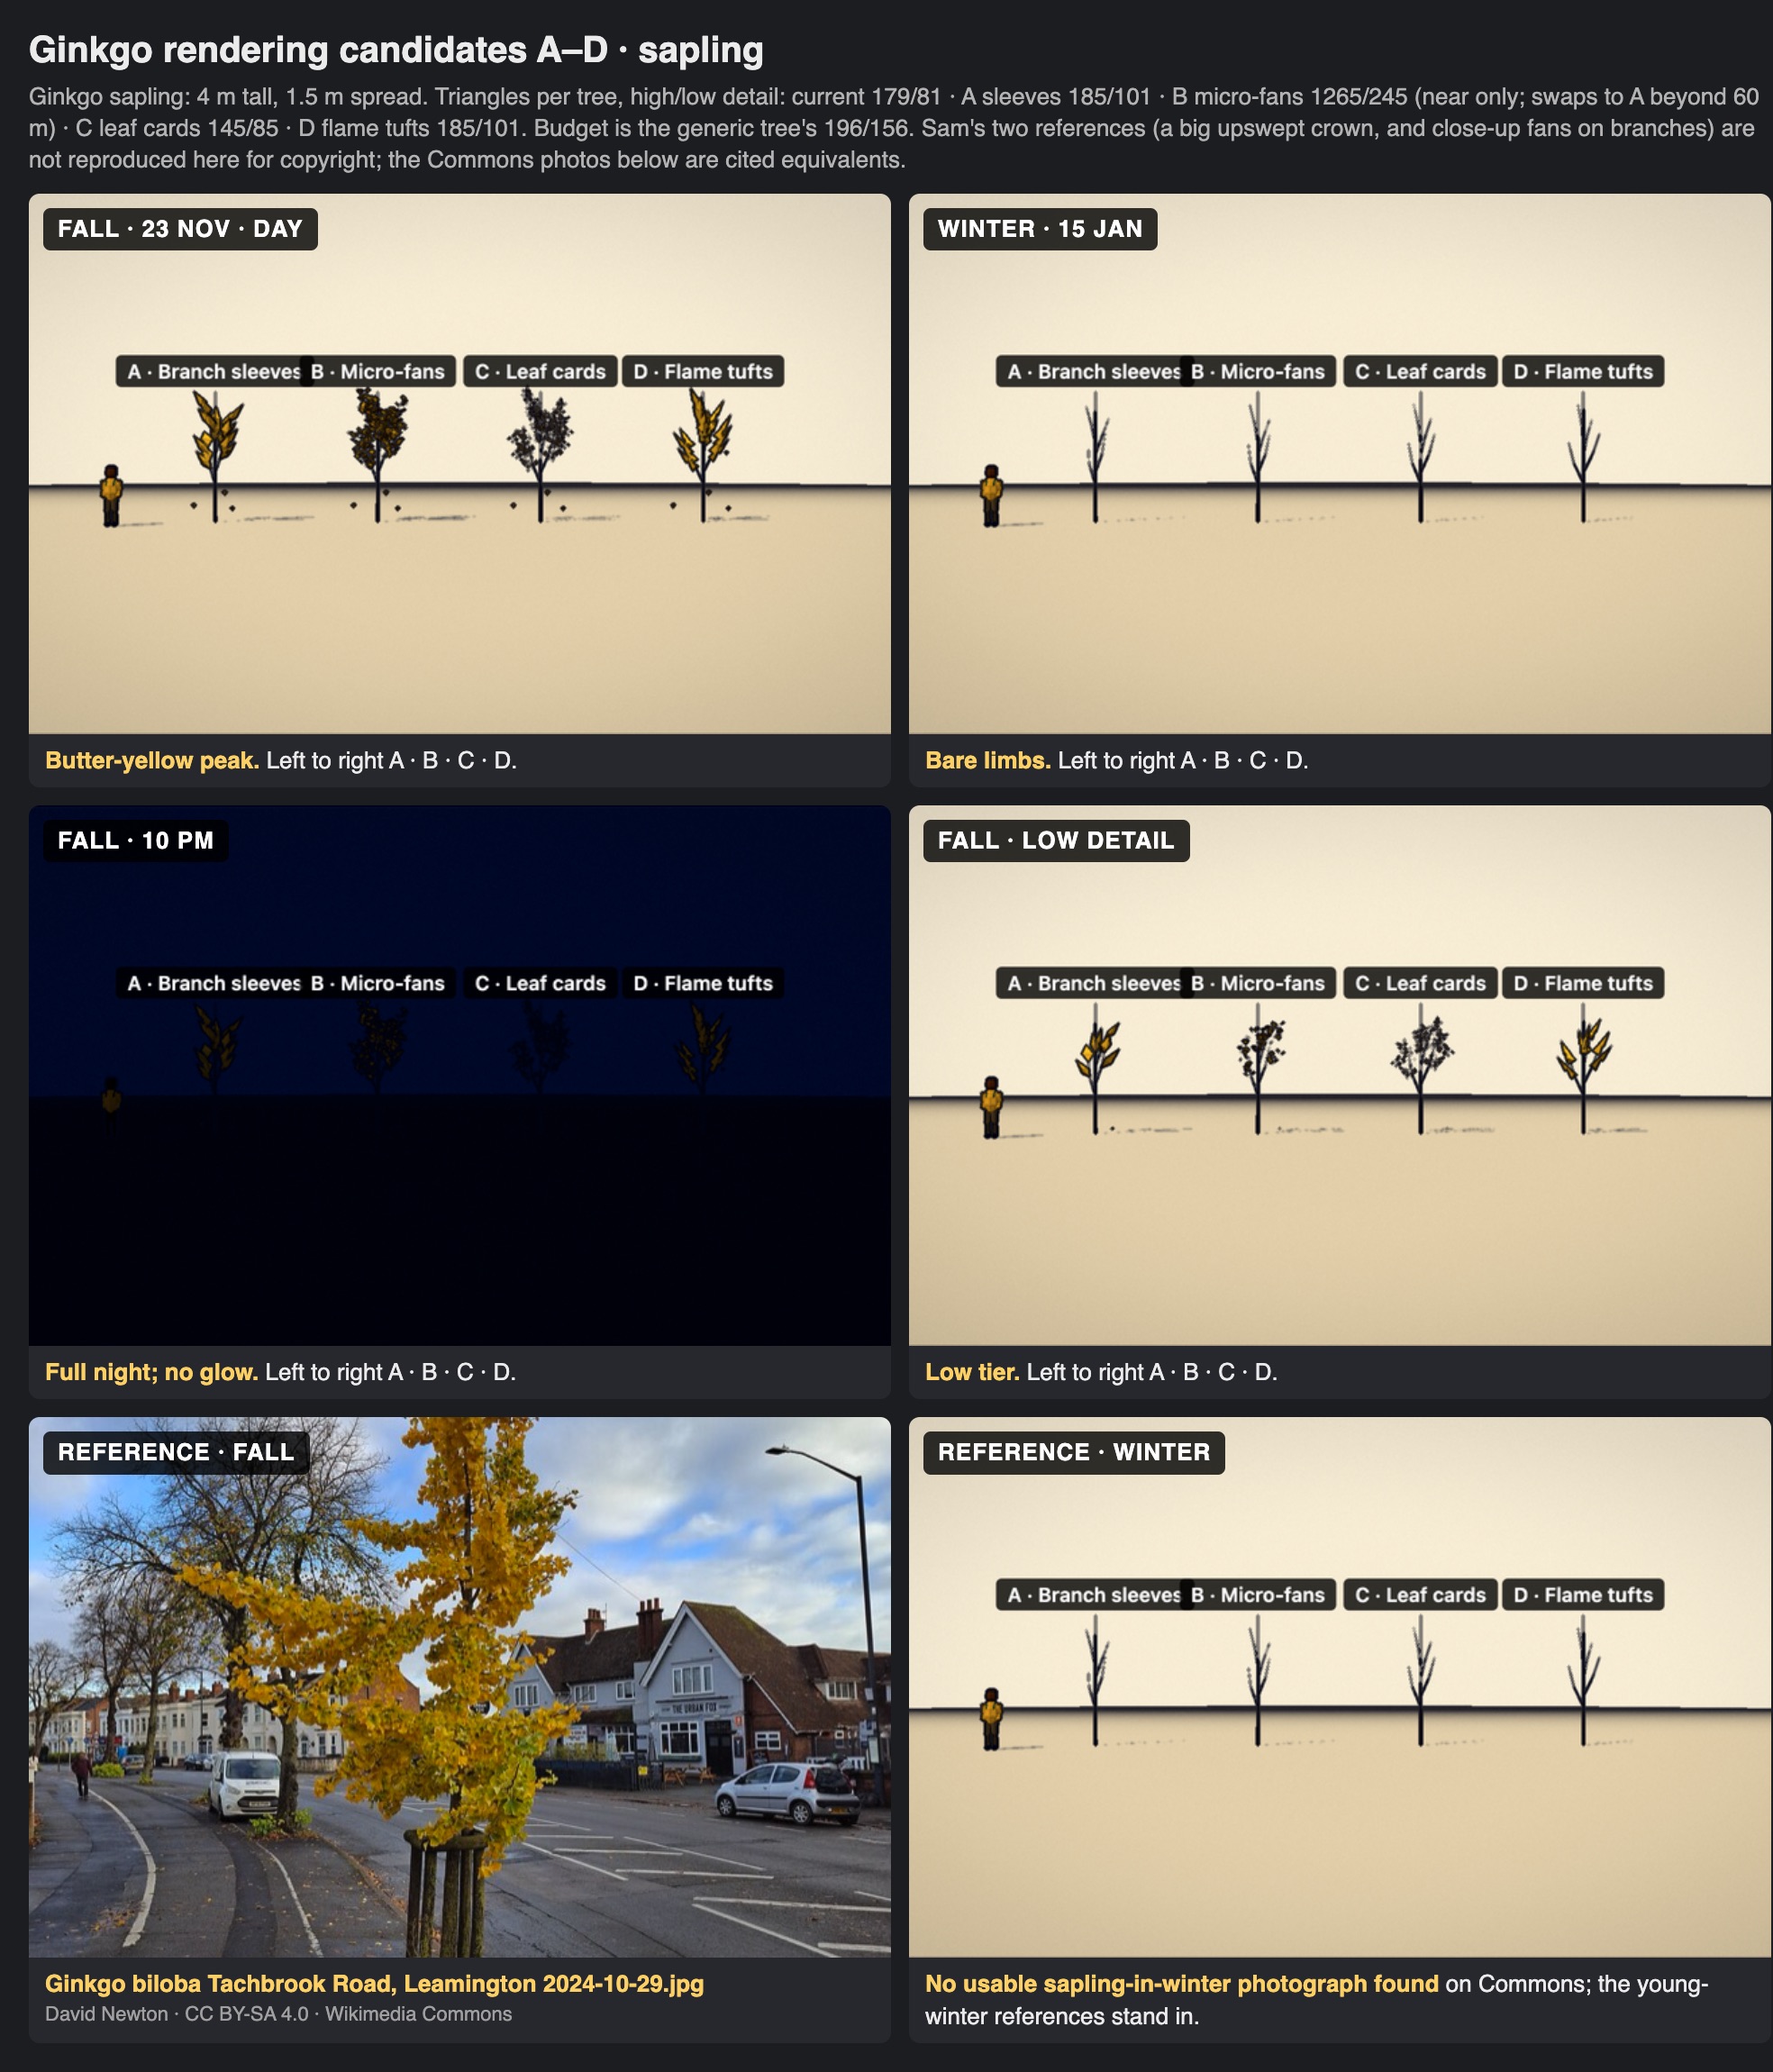 Ginkgo rendering candidates A–D · sapling
Ginkgo sapling: 4 m tall, 1.5 m spread. Triangles per tree, high/low detail: current 179/81 · A sleeves 185/101 · B micro-fans 1265/245 (near only; swaps to A beyond 60
m) · C leaf cards 145/85 · D flame tufts 185/101. Budget is the generic tree's 196/156. Sam's two references (a big upswept crown, and close-up fans on branches) are
not reproduced here for copyright; the Commons photos below are cited equivalents.
FALL · 23 NOV · DAY
A · Branch sleeves B · Micro-fans C · Leaf cards D · Flame tufts
Butter-yellow peak. Left to right A · B · C · D.
WINTER · 15 JAN
A · Branch sleeves B · Micro-fans C · Leaf cards D · Flame tufts
Bare limbs. Left to right A · B · C · D.
FALL · 10 PM
A · Branch sleeves B · Micro-fans C · Leaf cards D · Flame tufts
Full night; no glow. Left to right A · B · C · D.
FALL · LOW DETAIL
A · Branch sleeves B · Micro-fans C · Leaf cards D · Flame tufts
Low tier. Left to right A · B · C · D.
REFERENCE · FALL
THE URBAN FOX
Ginkgo biloba Tachbrook Road, Leamington 2024-10-29.jpg
David Newton · CC BY-SA 4.0 · Wikimedia Commons
REFERENCE · WINTER
A · Branch sleeves B · Micro-fans C · Leaf cards D · Flame tufts
No usable sapling-in-winter photograph found on Commons; the young-
winter references stand in.